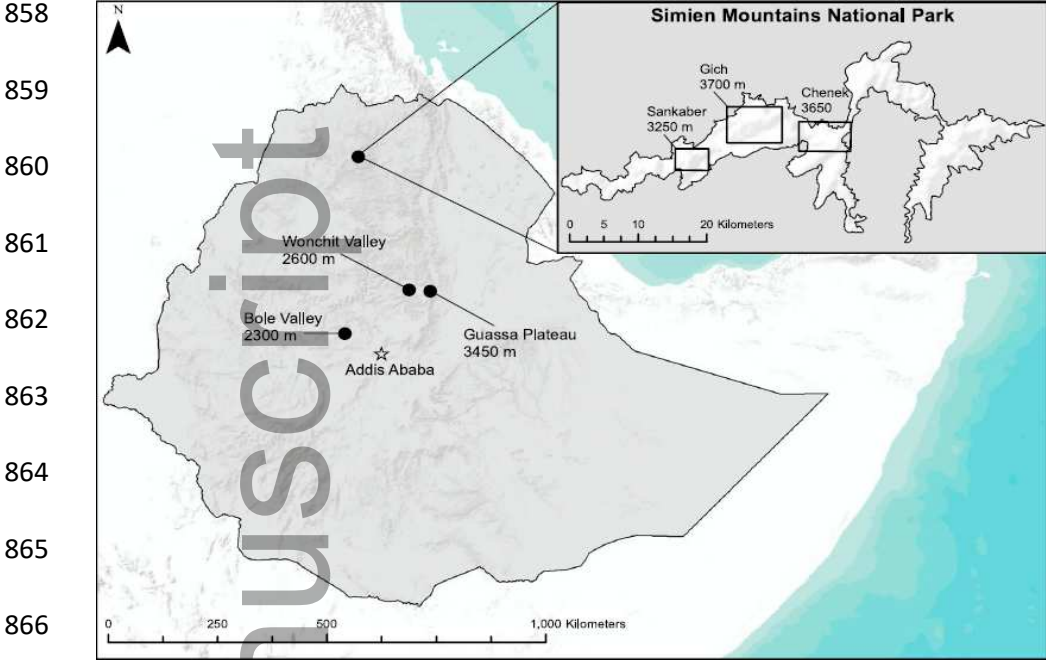 858
859
860
861
862
863
864
865
866
N
Simien Mountains National Park
Gich
3700 m
Chenek
3650
Sankaber
3250 m
0 5 10 20 Kilometers
Wonchit Valley
2600 m
Bole Valley
2300 m
Guassa Plateau
3450 m
Addis Ababa
0 250 500 1,000 Kilometers
uscript